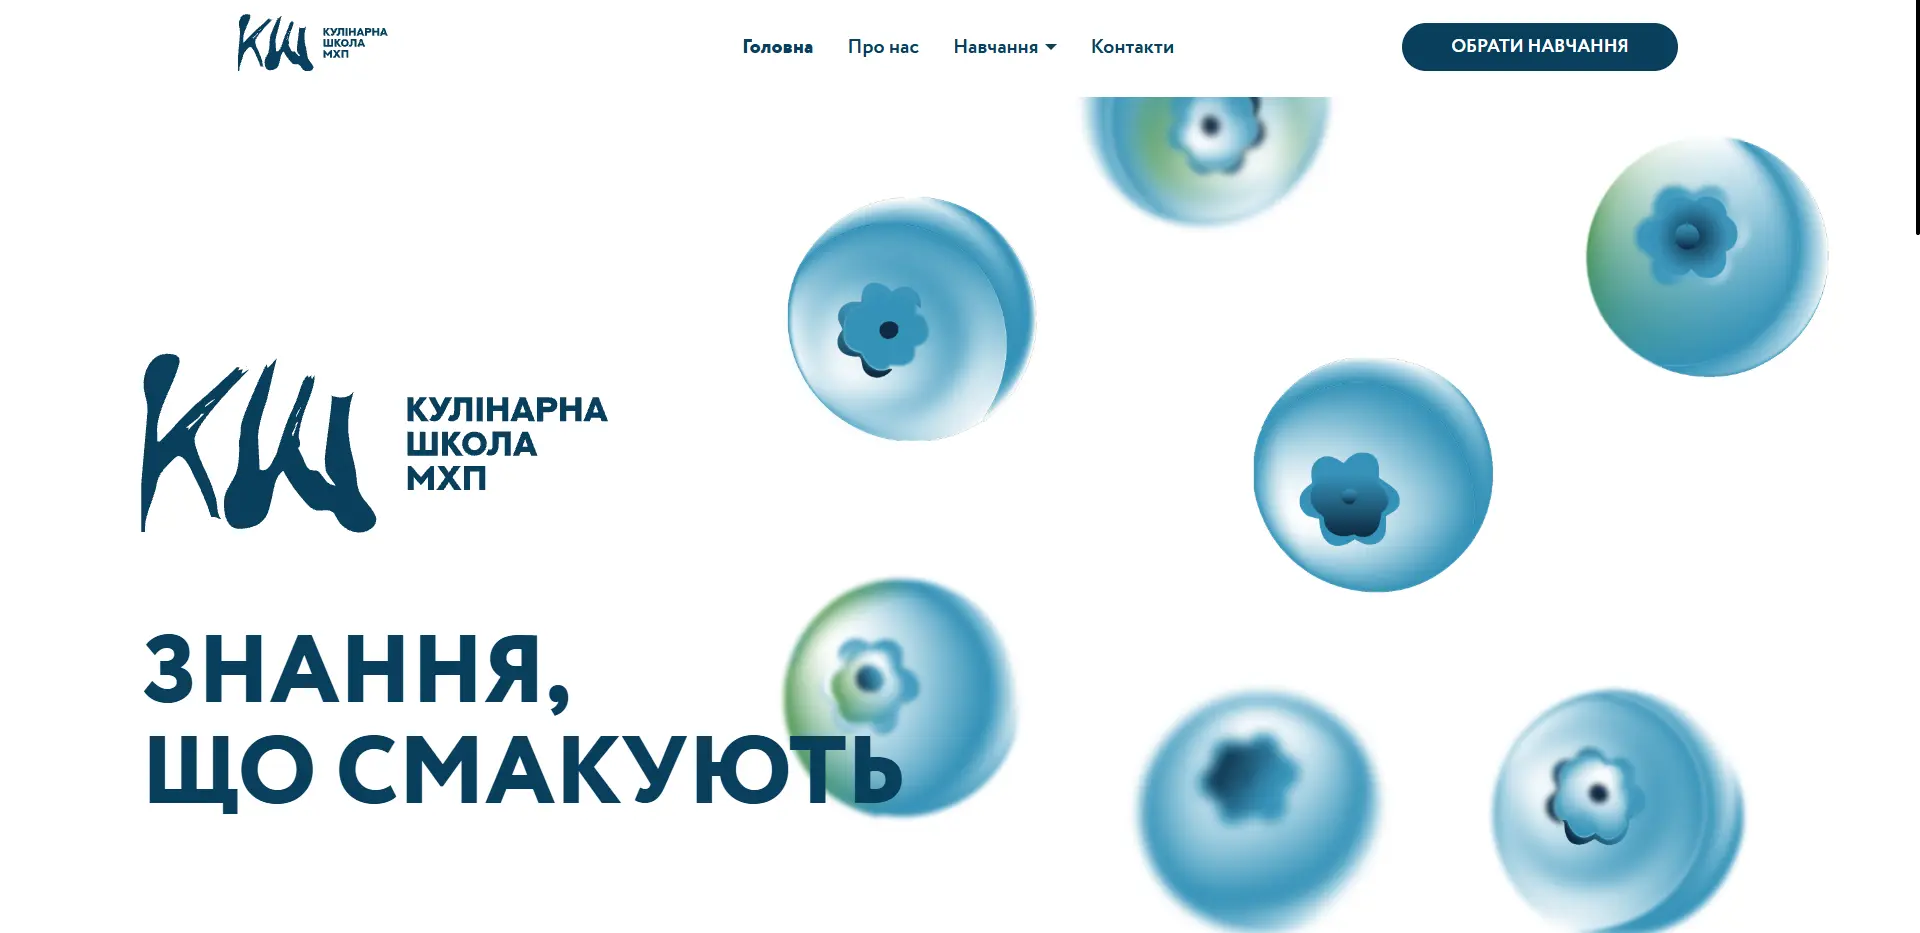 КШ КУЛІНАРНА
ШКОЛА
МХП
Головна
Про нас
Навчання
Контакти
ОБРАТИ НАВЧАННЯ
КШ
КУЛІНАРНА
ШКОЛА
МХП
ЗНАННЯ,
ЩО СМАКУЮТЬ